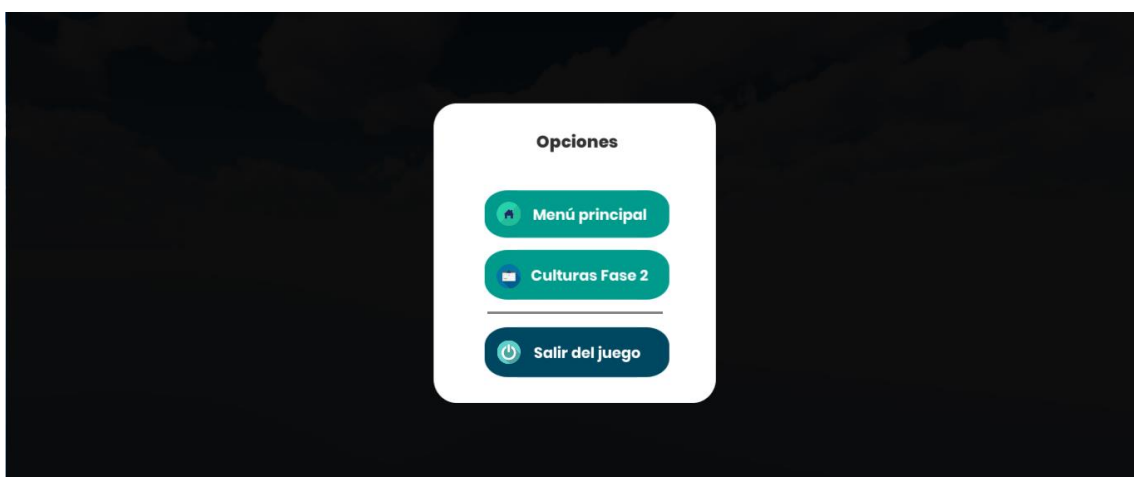 Opciones
Menú principal
Culturas Fase 2
Salir del juego